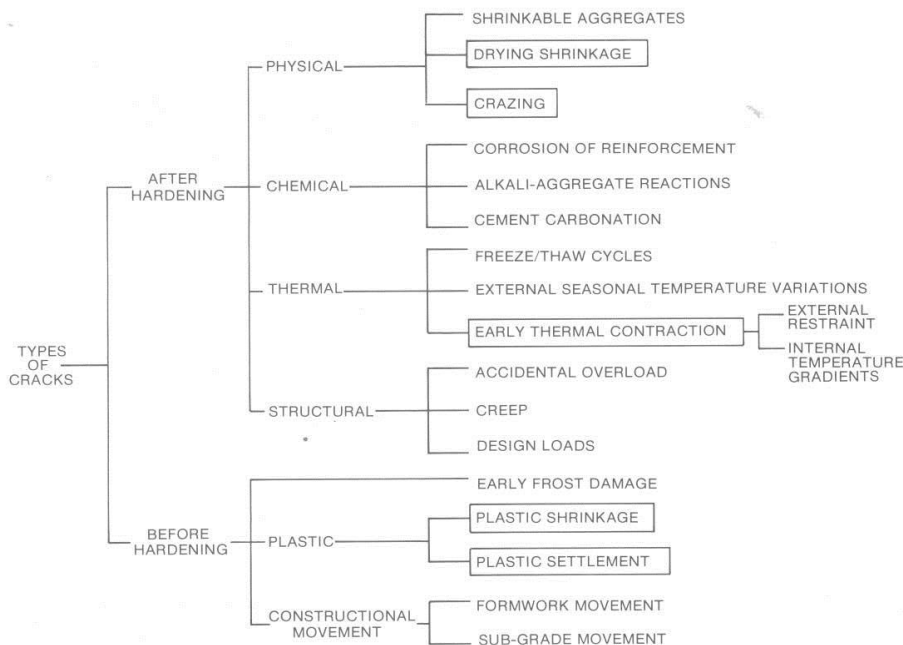 TYPES
OF
CRACKS
AFTER
HARDENING
PHYSICAL
SHRINKABLE AGGREGATES
DRYING SHRINKAGE
CRAZING
CHEMICAL
CORROSION OF REINFORCEMENT
ALKALI-AGGREGATE REACTIONS
CEMENT CARBONATION
THERMAL
FREEZE/THAW CYCLES
EXTERNAL SEASONAL TEMPERATURE VARIATIONS
EARLY THERMAL CONTRACTION
EXTERNAL
RESTRAINT
INTERNAL
TEMPERATURE
GRADIENTS
STRUCTURAL
ACCIDENTAL OVERLOAD
CREEP
DESIGN LOADS
BEFORE
HARDENING
EARLY FROST DAMAGE
PLASTIC
PLASTIC SHRINKAGE
PLASTIC SETTLEMENT
CONSTRUCTIONAL
MOVEMENT
FORMWORK MOVEMENT
SUB-GRADE MOVEMENT